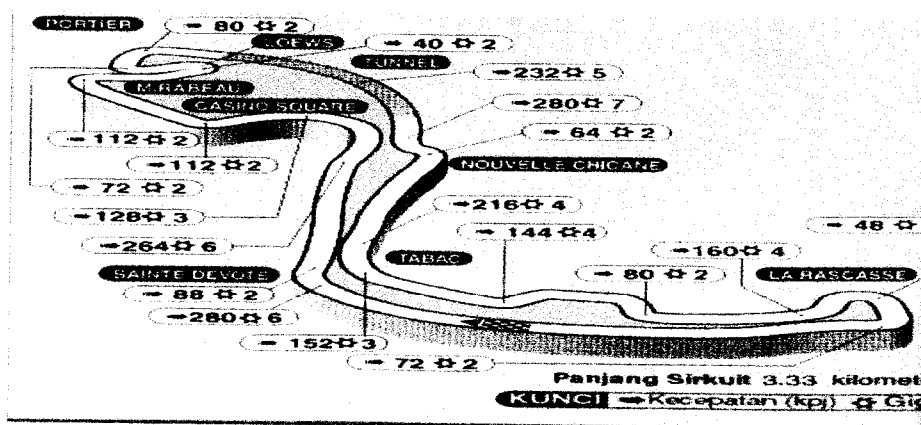 PORTIER
➡ 80 ✿ 2
LOEWS
➡ 40 ✿ 2
TUNNEL
➡ 232 ✿ 5
MIRABEAU
CASINO SQUARE
➡ 280 ✿ 7
➡ 64 ✿ 2
➡ 112 ✿ 2
➡ 112 ✿ 2
NOUVELLE CHICANE
➡ 72 ✿ 2
➡ 128 ✿ 3
➡ 216 ✿ 4
➡ 48 ✿
➡ 264 ✿ 6
➡ 144 ✿ 4
➡ 160 ✿ 4
SAINTE DEVOTE
TABAC
➡ 80 ✿ 2
LA RASCASSE
➡ 88 ✿ 2
➡ 280 ✿ 6
➡ 152 ✿ 3
➡ 72 ✿ 2
Panjang Sirkuit 3.33 kilomet
KUNCI ➡ Kecepatan (kpj) ✿ Gig